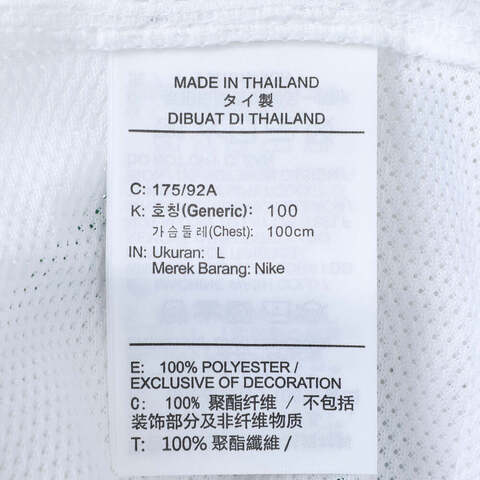 MADE IN THAILAND
タイ製
DIBUAT DI THAILAND
C: 175/92A
K: 호칭(Generic): 100
가슴둘레(Chest): 100cm
IN: Ukuran: L
Merek Barang: Nike
E: 100% POLYESTER /
EXCLUSIVE OF DECORATION
C: 100% 聚酯纤维 / 不包括
装饰部分及非纤维物质
T: 100% 聚酯纖維 /